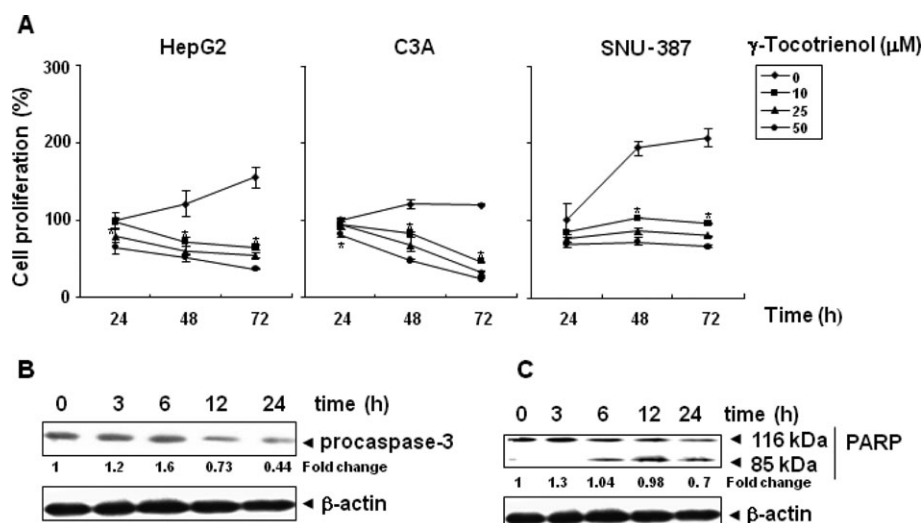 A
HepG2
C3A
SNU-387
γ-Tocotrienol (μM)
0
10
25
50
Cell proliferation (%)
300
200
100
0
*
*
*
*
*
*
*
*
24 48 72
24 48 72
24 48 72
Time (h)
B
0 3 6 12 24 time (h)
procaspase-3
1 1.2 1.6 0.73 0.44 Fold change
β-actin
C
0 3 6 12 24 time (h)
116 kDa
85 kDa
PARP
1 1.3 1.04 0.98 0.7 Fold change
β-actin